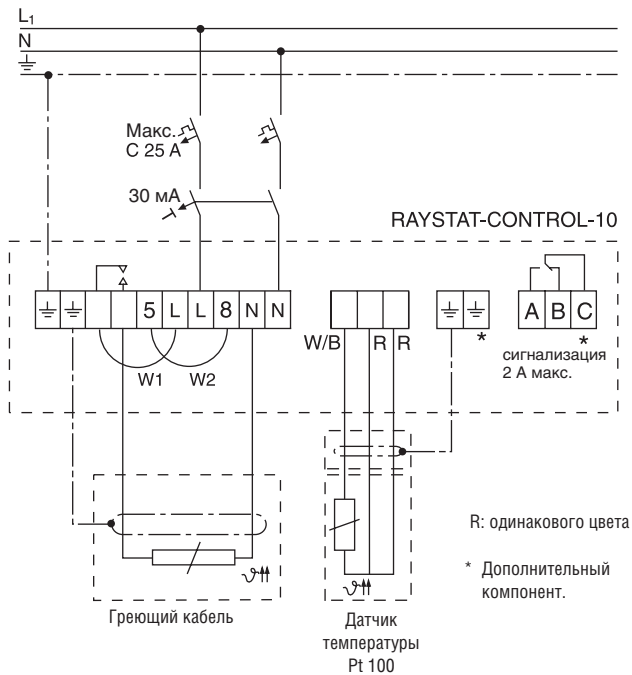 L1
N
Макс.
C 25 A
30 мА
RAYSTAT-CONTROL-10
5 L L 8 N N
A B C
W/B R R
*
*
сигнализация
2 А макс.
W1 W2
R: одинакового цвета
* Дополнительный
компонент.
Греющий кабель
Датчик
температуры
Pt 100